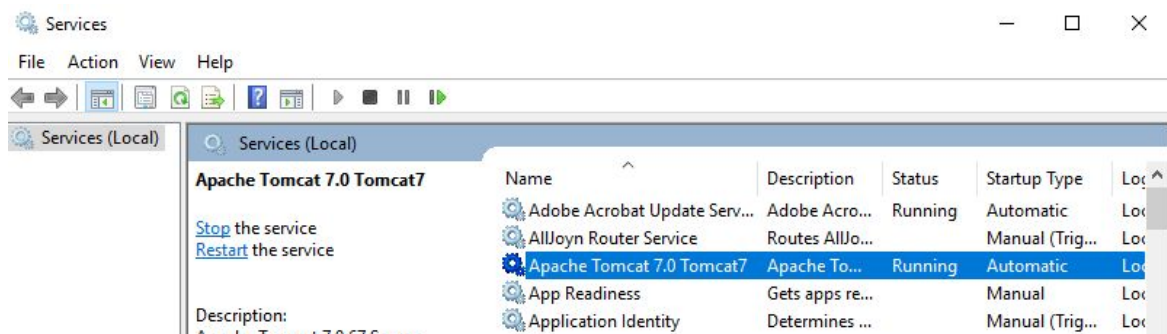 Services
File Action View Help
Services (Local)
Services (Local)
Apache Tomcat 7.0 Tomcat7
Stop the service
Restart the service
Description:
Name Description Status Startup Type
Adobe Acrobat Update Serv... Adobe Acro... Running Automatic
AllJoyn Router Service Routes AllJo... Manual (Trig...
Apache Tomcat 7.0 Tomcat7 Apache To... Running Automatic
App Readiness Gets apps re... Manual
Application Identity Determines ... Manual (Trig...